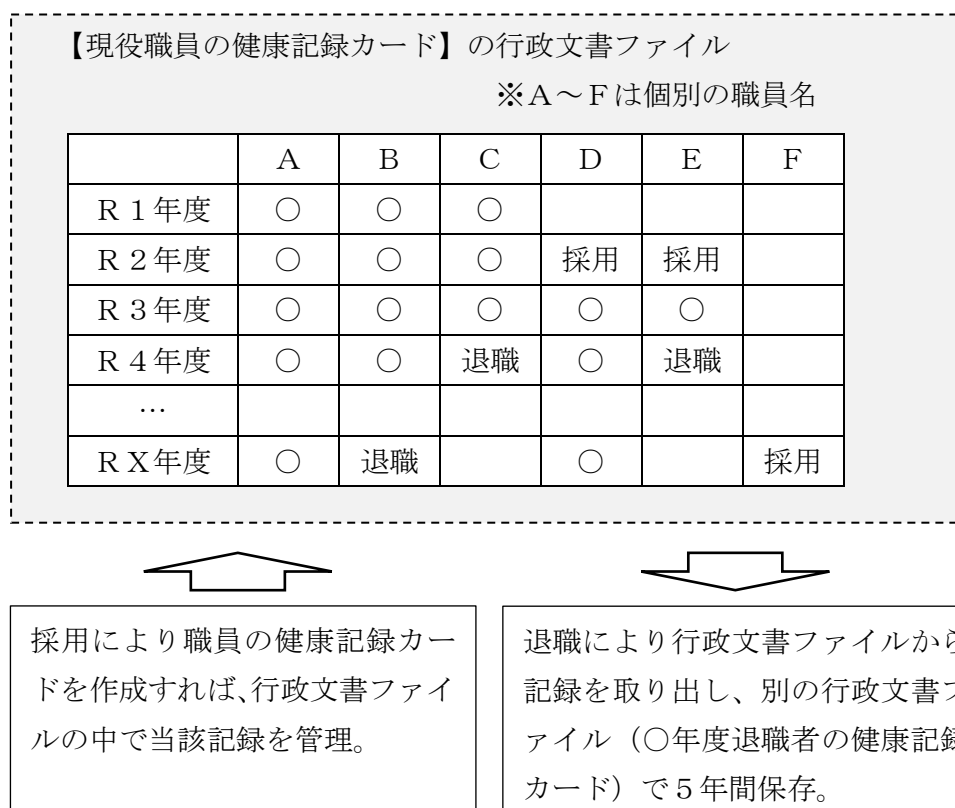 【現役職員の健康記録カード】の行政文書ファイル
※A～Fは個別の職員名
A B C D E F
R1年度 ○ ○ ○
R2年度 ○ ○ ○ 採用 採用
R3年度 ○ ○ ○ ○ ○
R4年度 ○ ○ 退職 ○ 退職
…
RX年度 ○ 退職 ○ 採用
採用により職員の健康記録カー
ドを作成すれば、行政文書ファイ
ルの中で当該記録を管理。
退職により行政文書ファイルから
記録を取り出し、別の行政文書フ
ァイル（○年度退職者の健康記録
カード）で５年間保存。